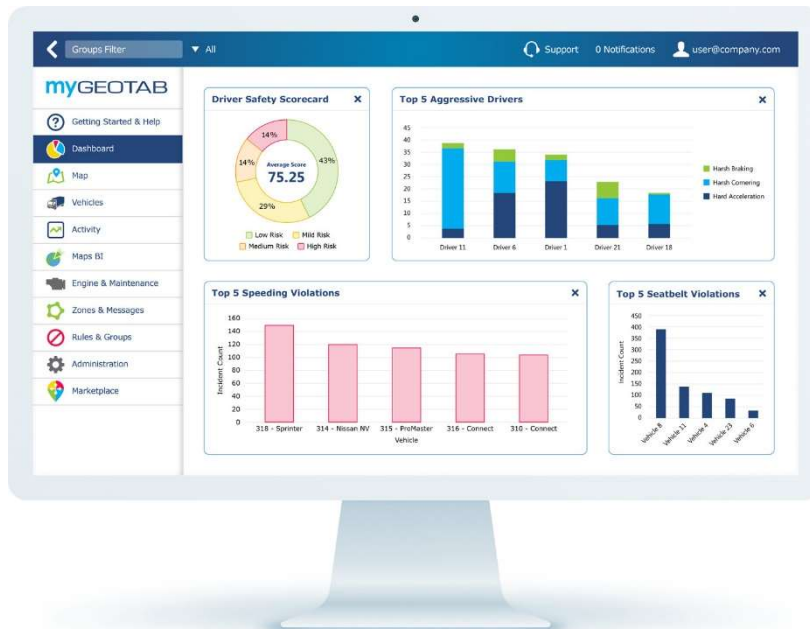 Groups Filter
All
Support
0 Notifications
user@company.com
myGEOTAB
Getting Started & Help
Dashboard
Map
Vehicles
Activity
Maps BI
Engine & Maintenance
Zones & Messages
Rules & Groups
Administration
Marketplace
Driver Safety Scorecard
14%
14%
43%
29%
Average Score
75.25
Low Risk
Mild Risk
Medium Risk
High Risk
Top 5 Aggressive Drivers
45
40
35
30
25
20
15
10
5
0
Driver 11
Driver 6
Driver 1
Driver 21
Driver 18
Harsh Braking
Harsh Cornering
Hard Acceleration
Top 5 Speeding Violations
Incident Count
160
140
120
100
80
60
40
20
0
318 - Sprinter
314 - Nissan NV
315 - ProMaster
316 - Connect
310 - Connect
Vehicle
Top 5 Seatbelt Violations
Incident Count
450
400
350
300
250
200
150
100
50
0
Vehicle 8
Vehicle 11
Vehicle 4
Vehicle 23
Vehicle 6